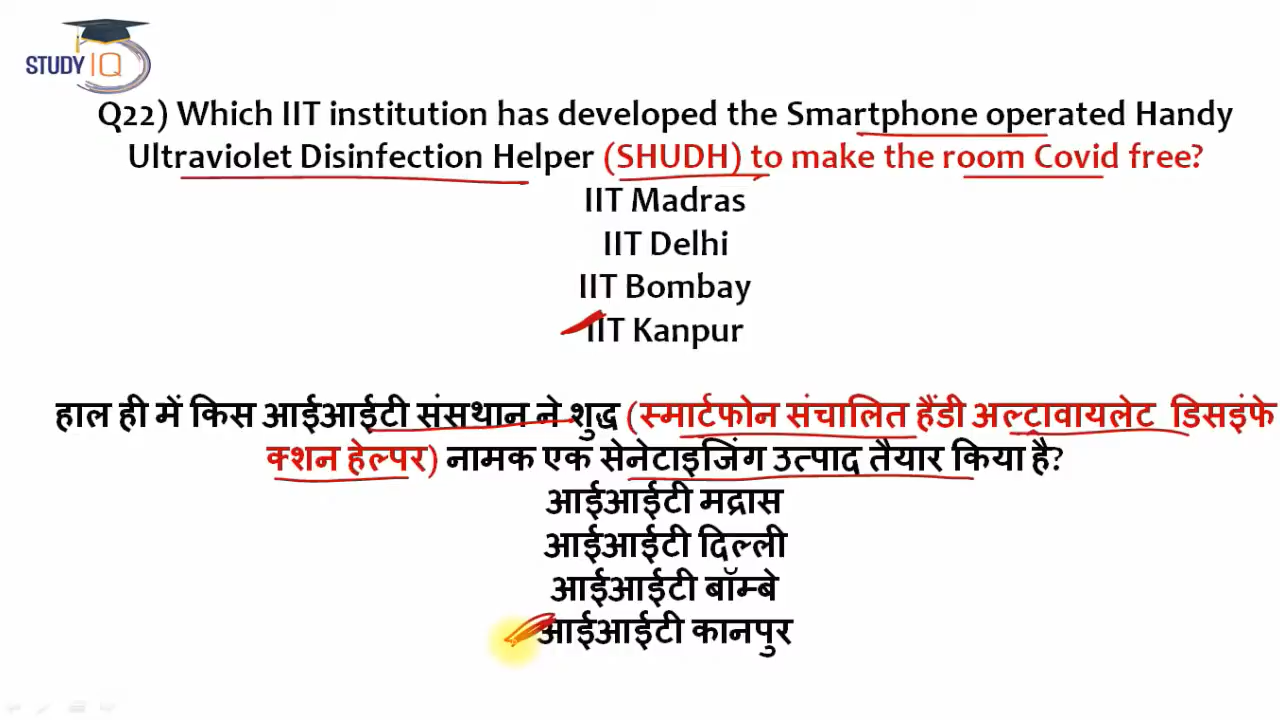 STUDY IQ
Q22) Which IIT institution has developed the Smartphone operated Handy
Ultraviolet Disinfection Helper (SHUDH) to make the room Covid free?
IIT Madras
IIT Delhi
IIT Bombay
IIT Kanpur
हाल ही में किस आईआईटी संसथान ने शुद्ध (स्मार्टफोन संचालित हैंडी अल्ट्रावायलेट डिसइंफे
क्शन हेल्पर) नामक एक सेनेटाइजिंग उत्पाद तैयार किया है?
आईआईटी मद्रास
आईआईटी दिल्ली
आईआईटी बॉम्बे
आईआईटी कानपुर